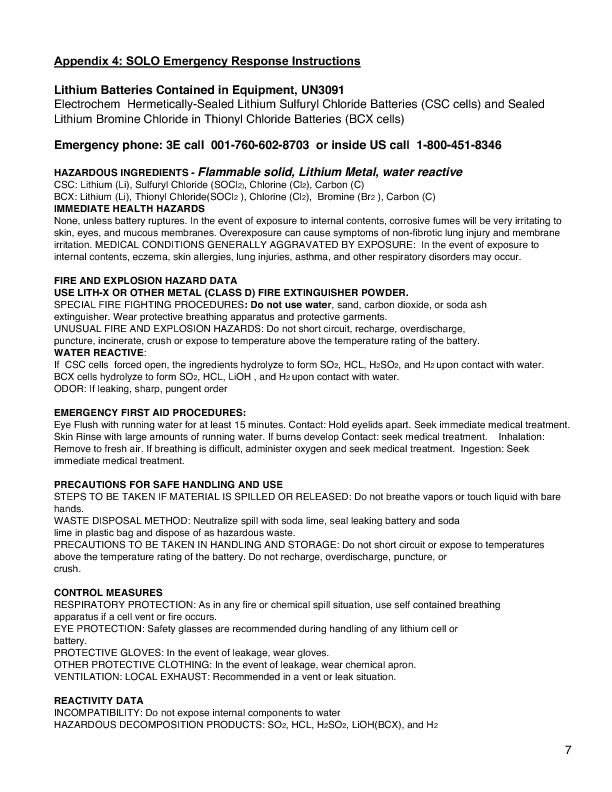 Appendix 4: SOLO Emergency Response Instructions
Lithium Batteries Contained in Equipment, UN3091
Electrochem  Hermetically-Sealed Lithium Sulfuryl Chloride Batteries (CSC cells) and Sealed
Lithium Bromine Chloride in Thionyl Chloride Batteries (BCX cells)
Emergency phone: 3E call  001-760-602-8703  or inside US call  1-800-451-8346
HAZARDOUS INGREDIENTS - Flammable solid, Lithium Metal, water reactive
CSC: Lithium (Li), Sulfuryl Chloride (SOCl2), Chlorine (Cl2), Carbon (C)
BCX: Lithium (Li), Thionyl Chloride(SOCl2 ), Chlorine (Cl2),  Bromine (Br2 ), Carbon (C)
IMMEDIATE HEALTH HAZARDS
None, unless battery ruptures. In the event of exposure to internal contents, corrosive fumes will be very irritating to
skin, eyes, and mucous membranes. Overexposure can cause symptoms of non-fibrotic lung injury and membrane
irritation. MEDICAL CONDITIONS GENERALLY AGGRAVATED BY EXPOSURE:  In the event of exposure to
internal contents, eczema, skin allergies, lung injuries, asthma, and other respiratory disorders may occur.
FIRE AND EXPLOSION HAZARD DATA
USE LITH-X OR OTHER METAL (CLASS D) FIRE EXTINGUISHER POWDER.
SPECIAL FIRE FIGHTING PROCEDURES: Do not use water, sand, carbon dioxide, or soda ash
extinguisher. Wear protective breathing apparatus and protective garments.
UNUSUAL FIRE AND EXPLOSION HAZARDS: Do not short circuit, recharge, overdischarge,
puncture, incinerate, crush or expose to temperature above the temperature rating of the battery.
WATER REACTIVE:
If  CSC cells  forced open, the ingredients hydrolyze to form SO2, HCL, H2SO2, and H2 upon contact with water.
BCX cells hydrolyze to form SO2, HCL, LiOH , and H2 upon contact with water.
ODOR: If leaking, sharp, pungent order
EMERGENCY FIRST AID PROCEDURES:
Eye Flush with running water for at least 15 minutes. Contact: Hold eyelids apart. Seek immediate medical treatment.
Skin Rinse with large amounts of running water. If burns develop Contact: seek medical treatment.    Inhalation:
Remove to fresh air. If breathing is difficult, administer oxygen and seek medical treatment.  Ingestion: Seek
immediate medical treatment.
PRECAUTIONS FOR SAFE HANDLING AND USE
STEPS TO BE TAKEN IF MATERIAL IS SPILLED OR RELEASED: Do not breathe vapors or touch liquid with bare
hands.
WASTE DISPOSAL METHOD: Neutralize spill with soda lime, seal leaking battery and soda
lime in plastic bag and dispose of as hazardous waste.
PRECAUTIONS TO BE TAKEN IN HANDLING AND STORAGE: Do not short circuit or expose to temperatures
above the temperature rating of the battery. Do not recharge, overdischarge, puncture, or
crush.
CONTROL MEASURES
RESPIRATORY PROTECTION: As in any fire or chemical spill situation, use self contained breathing
apparatus if a cell vent or fire occurs.
EYE PROTECTION: Safety glasses are recommended during handling of any lithium cell or
battery.
PROTECTIVE GLOVES: In the event of leakage, wear gloves.
OTHER PROTECTIVE CLOTHING: In the event of leakage, wear chemical apron.
VENTILATION: LOCAL EXHAUST: Recommended in a vent or leak situation.
REACTIVITY DATA
INCOMPATIBILITY: Do not expose internal components to water
HAZARDOUS DECOMPOSITION PRODUCTS: SO2, HCL, H2SO2, LiOH(BCX), and H2
7